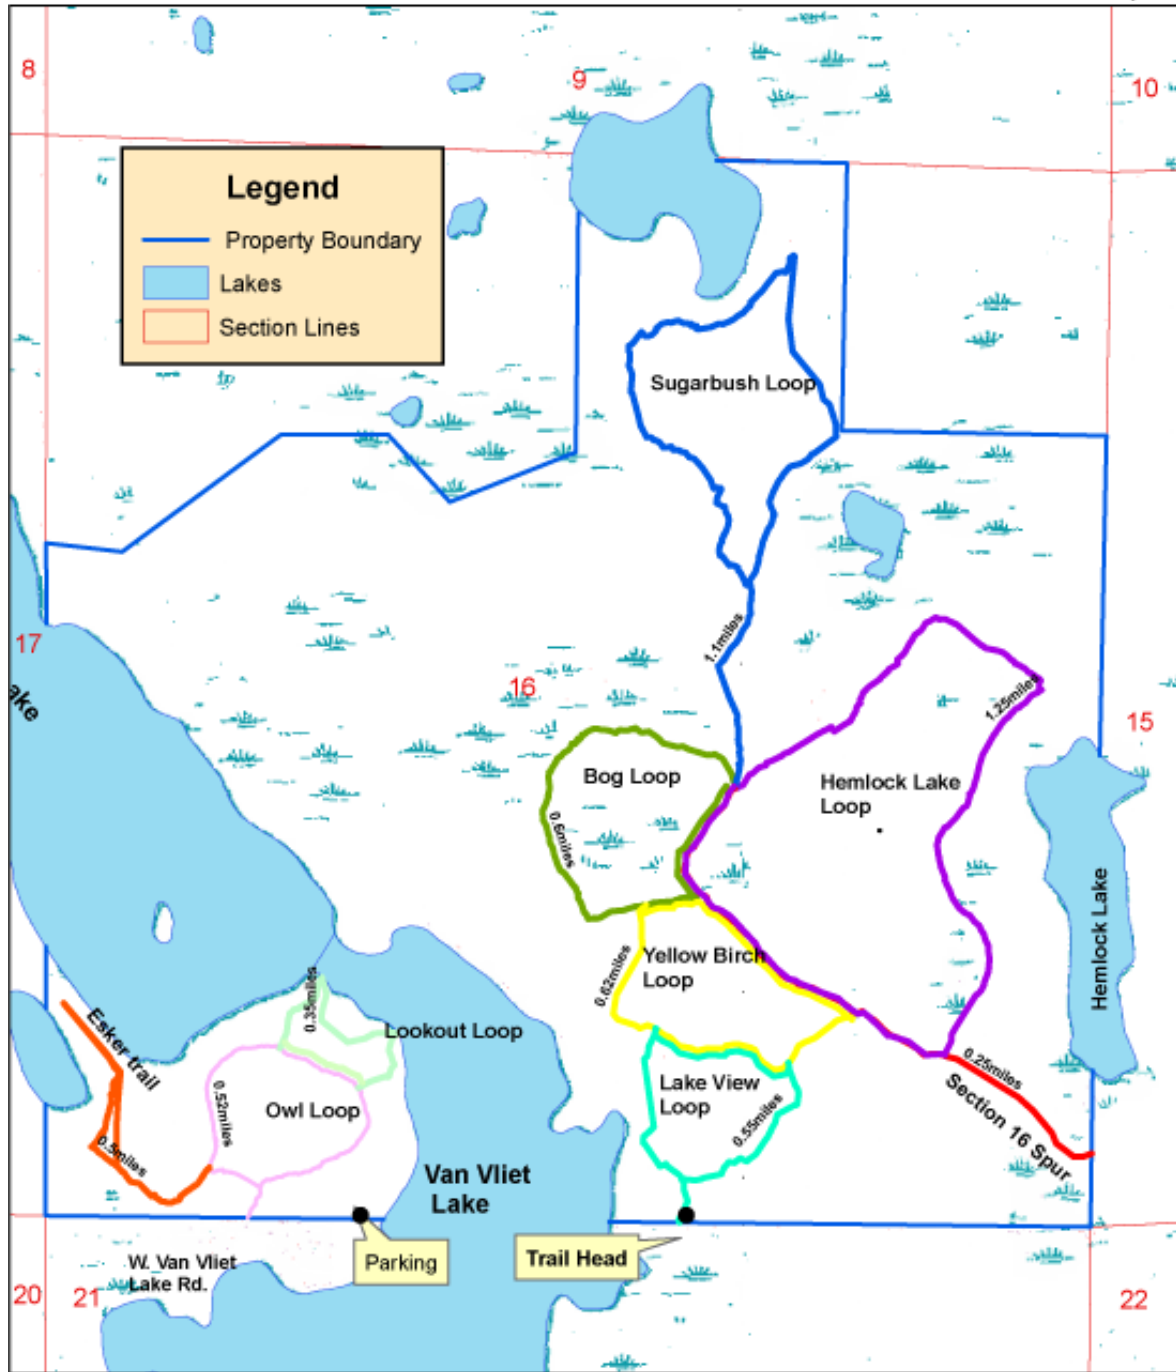 8
9
10
Legend
Property Boundary
Lakes
Section Lines
Sugarbush Loop
17
ake
1.1miles
16
1.25miles
15
Bog Loop
Hemlock Lake
Loop
0.6miles
Hemlock Lake
Yellow Birch
Loop
0.62miles
0.35miles
Lookout Loop
Esker trail
0.25miles
Section 16 Spur
Lake View
Loop
0.55miles
Owl Loop
0.52miles
0.5miles
Van Vliet
Lake
Parking
Trail Head
W. Van Vliet
Lake Rd.
20
21
22